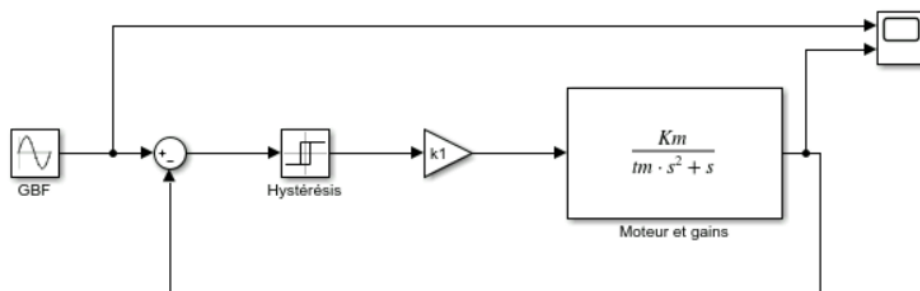 +
−
GBF
Hystérésis
k1
Km
tm · s² + s
Moteur et gains